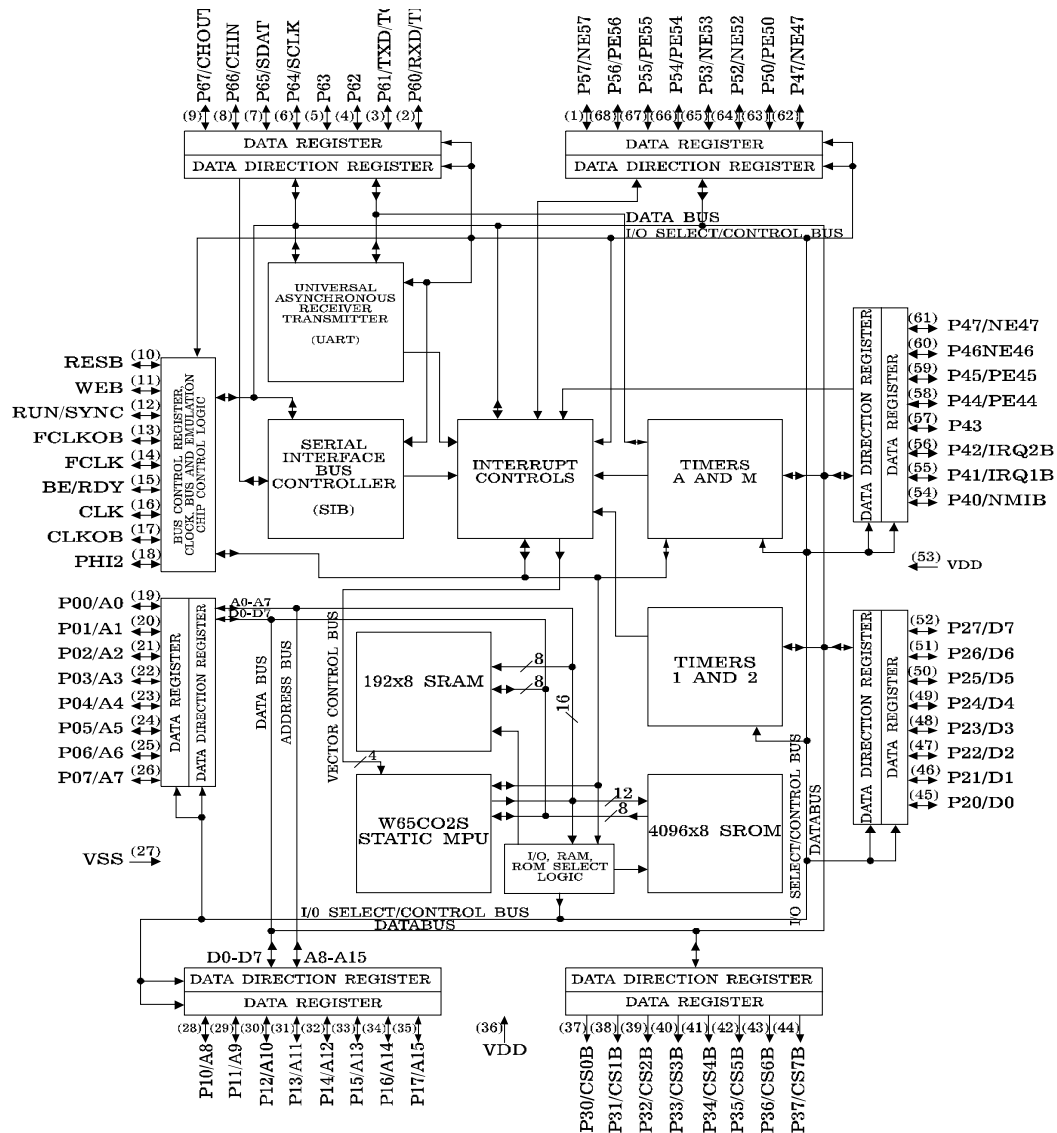 P67/CHOUT
P66/CHIN
P65/SDAT
P64/SCLK
P63
P62
P61/TXD/TO
P60/RXD/TI
P57/NE57
P56/PE56
P55/PE55
P54/PE54
P53/NE53
P52/NE52
P50/PE50
P47/NE47
(9) (8) (7) (6) (5) (4) (3) (2)
(1) (68) (67) (66) (65) (64) (63) (62)
DATA REGISTER
DATA DIRECTION REGISTER
DATA REGISTER
DATA DIRECTION REGISTER
DATA BUS
I/O SELECT/CONTROL BUS
UNIVERSAL
ASYNCHRONOUS
RECEIVER
TRANSMITTER
(UART)
RESB (10)
WEB (11)
RUN/SYNC (12)
FCLKOB (13)
FCLK (14)
BE/RDY (15)
CLK (16)
CLKOB (17)
PHI2 (18)
BUS CONTROL REGISTER,
CLOCK, BUS AND EMULATION
CHIP CONTROL LOGIC
SERIAL
INTERFACE
BUS
CONTROLLER
(SIB)
INTERRUPT
CONTROLS
TIMERS
A AND M
DATA DIRECTION REGISTER
DATA REGISTER
(61) P47/NE47
(60) P46NE46
(59) P45/PE45
(58) P44/PE44
(57) P43
(56) P42/IRQ2B
(55) P41/IRQ1B
(54) P40/NMIB
(53) VDD
P00/A0 (19)
P01/A1 (20)
P02/A2 (21)
P03/A3 (22)
P04/A4 (23)
P05/A5 (24)
P06/A6 (25)
P07/A7 (26)
DATA REGISTER
DATA DIRECTION REGISTER
A0-A7
D0-D7
DATA BUS
ADDRESS BUS
VECTOR CONTROL BUS
192x8 SRAM
8
8
16
4
TIMERS
1 AND 2
W65CO2S
STATIC MPU
12
8
4096x8 SROM
I/O, RAM,
ROM SELECT
LOGIC
I/O SELECT/CONTROL BUS
DATABUS
DATA DIRECTION REGISTER
DATA REGISTER
(52) P27/D7
(51) P26/D6
(50) P25/D5
(49) P24/D4
(48) P23/D3
(47) P22/D2
(46) P21/D1
(45) P20/D0
VSS (27)
I/0 SELECT/CONTROL BUS
DATABUS
D0-D7
A8-A15
DATA DIRECTION REGISTER
DATA REGISTER
DATA DIRECTION REGISTER
DATA REGISTER
(28) (29) (30) (31) (32) (33) (34) (35)
(36)
VDD
(37) (38) (39) (40) (41) (42) (43) (44)
P10/A8
P11/A9
P12/A10
P13/A11
P14/A12
P15/A13
P16/A14
P17/A15
P30/CS0B
P31/CS1B
P32/CS2B
P33/CS3B
P34/CS4B
P35/CS5B
P36/CS6B
P37/CS7B